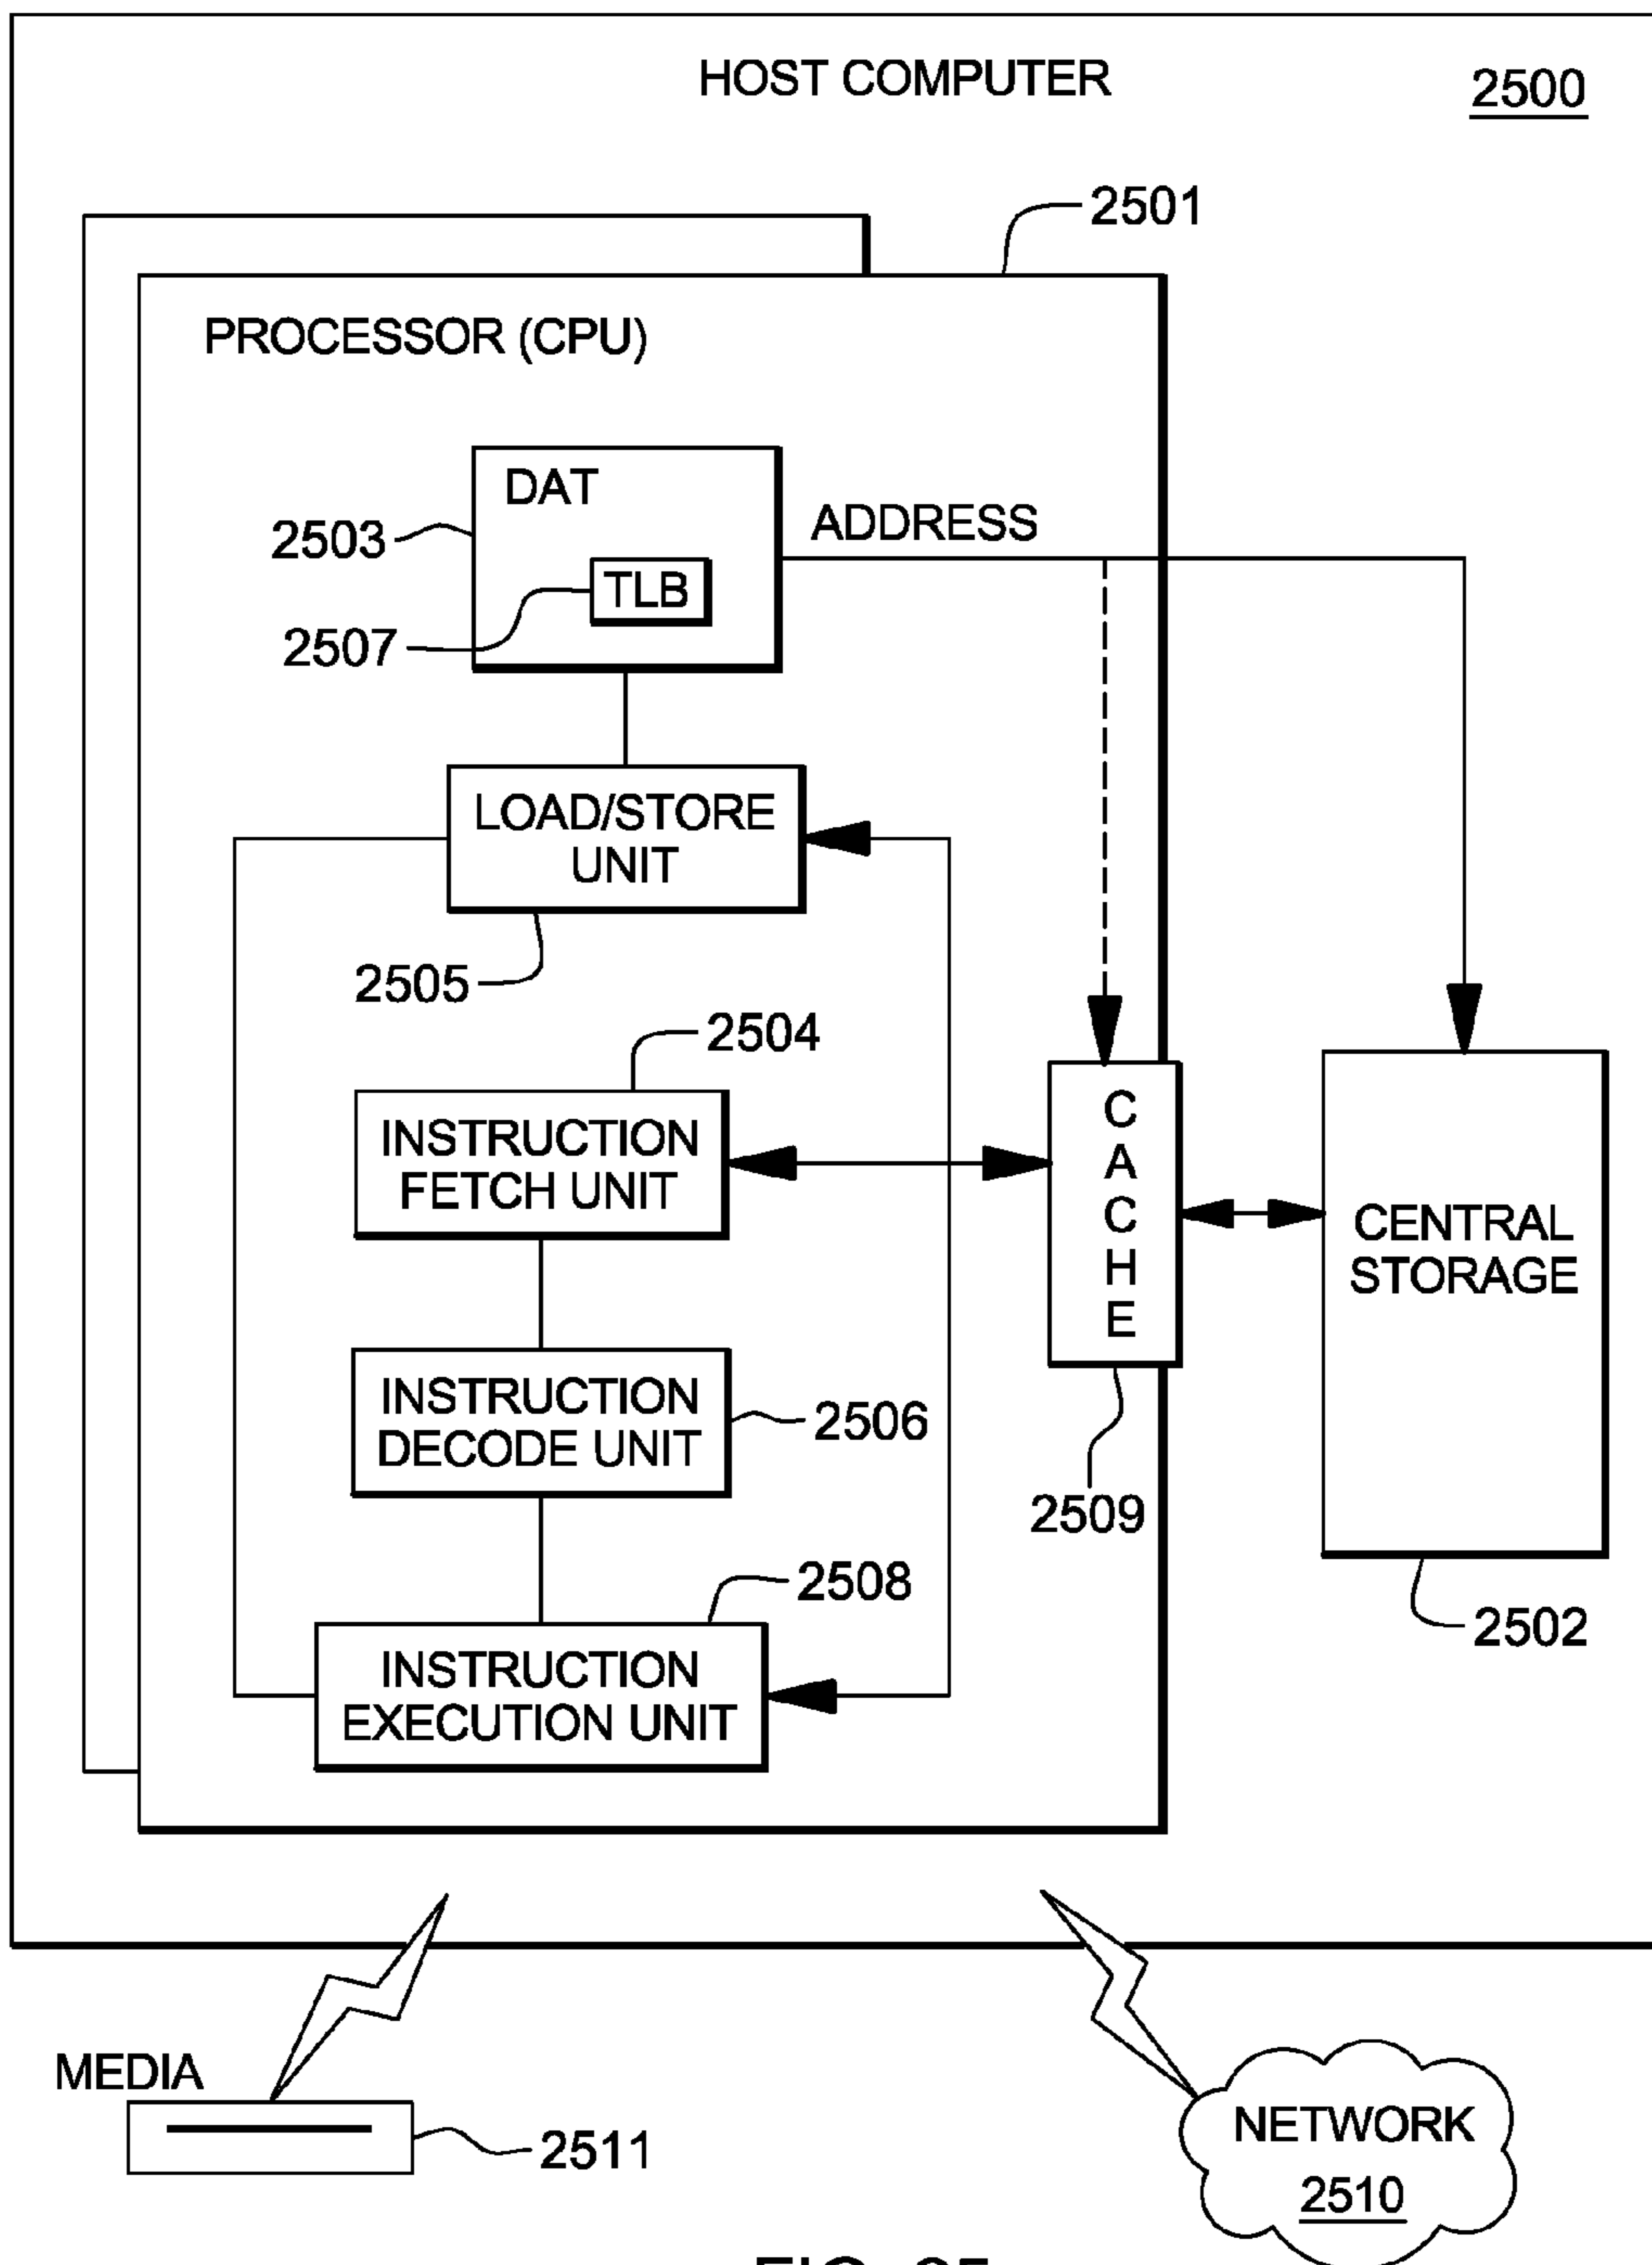 HOST COMPUTER
2500
2501
PROCESSOR (CPU)
DAT
ADDRESS
2503
TLB
2507
LOAD/STORE
UNIT
2505
2504
INSTRUCTION
FETCH UNIT
C
A
C
H
E
CENTRAL
STORAGE
INSTRUCTION
DECODE UNIT
2506
2509
2508
INSTRUCTION
EXECUTION UNIT
2502
MEDIA
2511
NETWORK
2510